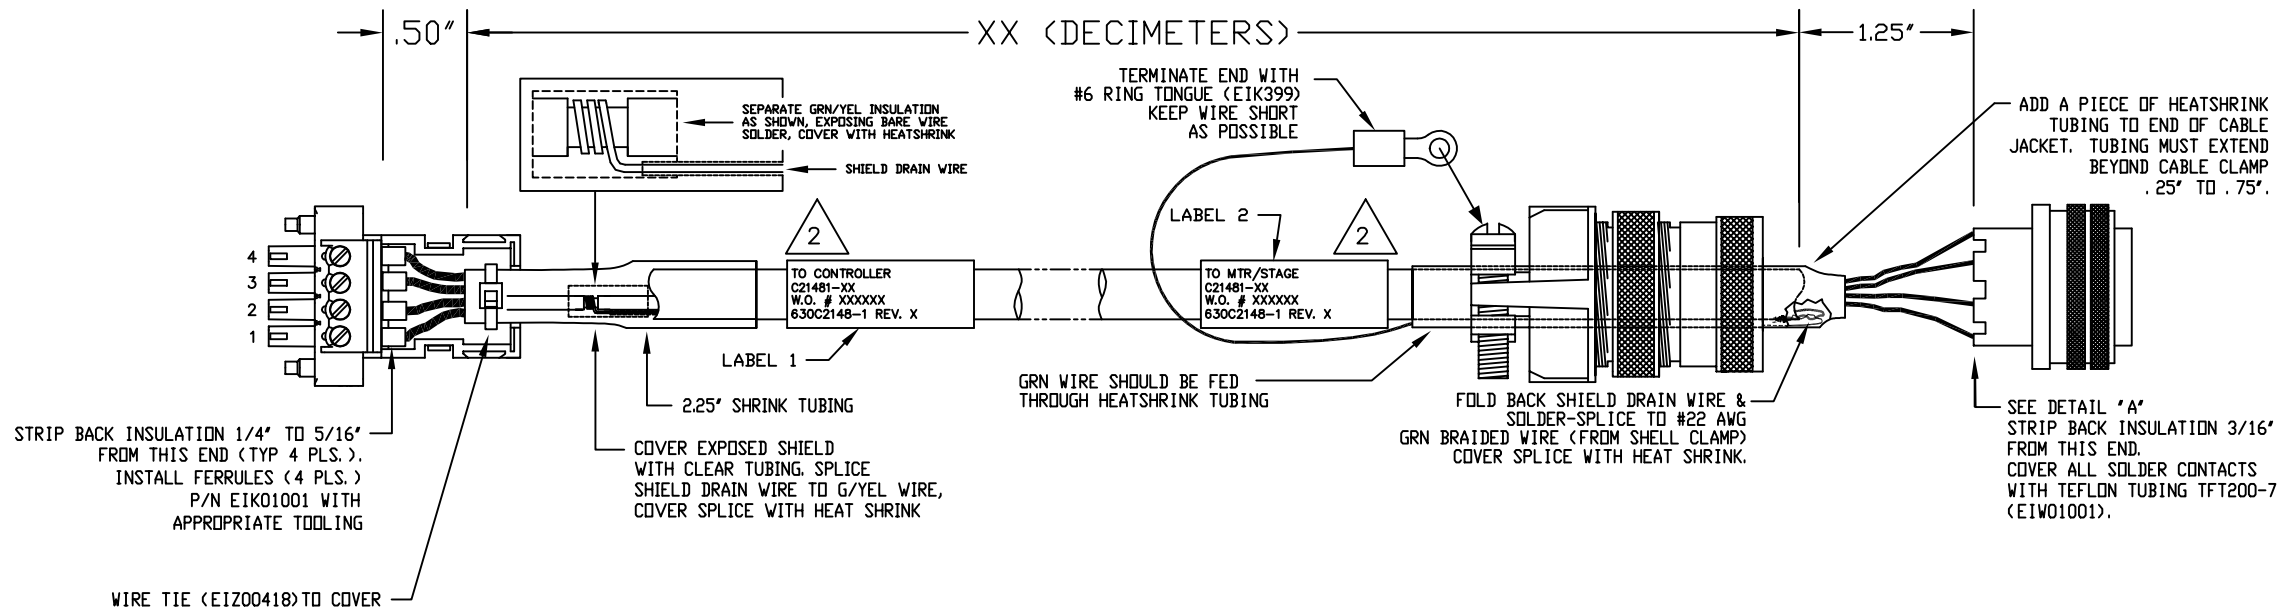 .50"
XX (DECIMETERS)
1.25"
TERMINATE END WITH
#6 RING TONGUE (EIK399)
KEEP WIRE SHORT
AS POSSIBLE
SEPARATE GRN/YEL INSULATION
AS SHOWN, EXPOSING BARE WIRE
SOLDER, COVER WITH HEATSHRINK
SHIELD DRAIN WIRE
ADD A PIECE OF HEATSHRINK
TUBING TO END OF CABLE
JACKET. TUBING MUST EXTEND
BEYOND CABLE CLAMP
.25" TO .75".
2
LABEL 2
2
4
3
2
1
TO CONTROLLER
C21481-XX
W.O. # XXXXXX
630C2148-1 REV. X
TO MTR/STAGE
C21481-XX
W.O. # XXXXXX
630C2148-1 REV. X
LABEL 1
2.25" SHRINK TUBING
GRN WIRE SHOULD BE FED
THROUGH HEATSHRINK TUBING
STRIP BACK INSULATION 1/4" TO 5/16"
FROM THIS END (TYP 4 PLS.).
INSTALL FERRULES (4 PLS.)
P/N EIK01001 WITH
APPROPRIATE TOOLING
COVER EXPOSED SHIELD
WITH CLEAR TUBING. SPLICE
SHIELD DRAIN WIRE TO G/YEL WIRE,
COVER SPLICE WITH HEAT SHRINK
FOLD BACK SHIELD DRAIN WIRE &
SOLDER-SPLICE TO #22 AWG
GRN BRAIDED WIRE (FROM SHELL CLAMP)
COVER SPLICE WITH HEAT SHRINK.
SEE DETAIL "A"
STRIP BACK INSULATION 3/16"
FROM THIS END.
COVER ALL SOLDER CONTACTS
WITH TEFLON TUBING TFT200-7
(EIW01001).
WIRE TIE (EIZ00418)TO COVER